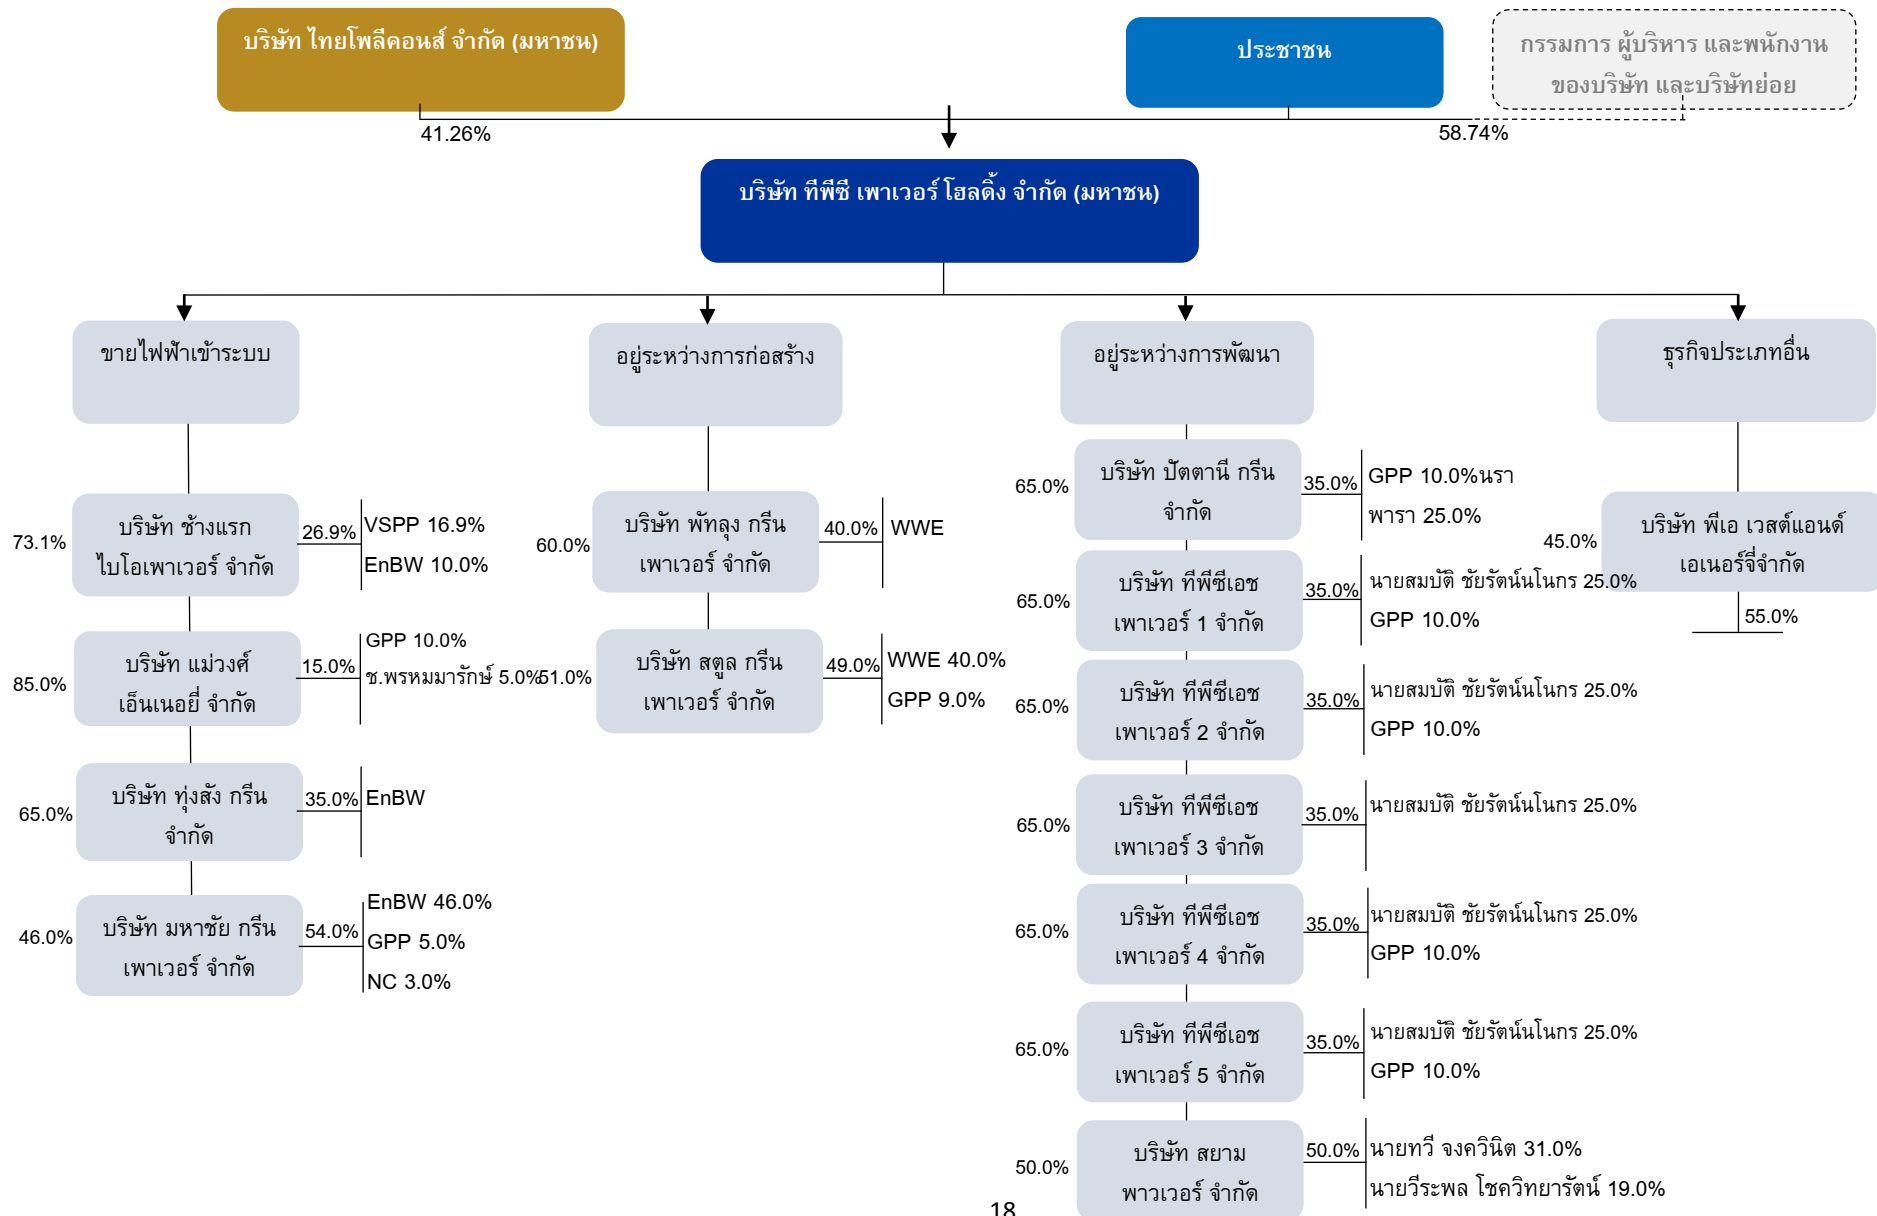 บริษัท ไทยโพลีคอนส์ จำกัด (มหาชน)
ประชาชน
กรรมการ ผู้บริหาร และพนักงาน
ของบริษัท และบริษัทย่อย
41.26%
58.74%
บริษัท ทีพีซี เพาเวอร์ โฮลดิ้ง จำกัด (มหาชน)
ขายไฟฟ้าเข้าระบบ
73.1%
บริษัท ช้างแรก
ไบโอเพาเวอร์ จำกัด
26.9%
VSPP 16.9%
EnBW 10.0%
85.0%
บริษัท แม่วงศ์
เอ็นเนอยี่ จำกัด
15.0%
GPP 10.0%
ช.พรหมมารักษ์ 5.0%
65.0%
บริษัท ทุ่งสัง กรีน
จำกัด
35.0%
EnBW
46.0%
บริษัท มหาชัย กรีน
เพาเวอร์ จำกัด
54.0%
EnBW 46.0%
GPP 5.0%
NC 3.0%
อยู่ระหว่างการก่อสร้าง
60.0%
บริษัท พัทลุง กรีน
เพาเวอร์ จำกัด
40.0%
WWE
51.0%
บริษัท สตูล กรีน
เพาเวอร์ จำกัด
49.0%
WWE 40.0%
GPP 9.0%
อยู่ระหว่างการพัฒนา
65.0%
บริษัท ปัตตานี กรีน
จำกัด
35.0%
GPP 10.0%นรา
พารา 25.0%
65.0%
บริษัท ทีพีซีเอช
เพาเวอร์ 1 จำกัด
35.0%
นายสมบัติ ชัยรัตน์นโนกร 25.0%
GPP 10.0%
65.0%
บริษัท ทีพีซีเอช
เพาเวอร์ 2 จำกัด
35.0%
นายสมบัติ ชัยรัตน์นโนกร 25.0%
GPP 10.0%
65.0%
บริษัท ทีพีซีเอช
เพาเวอร์ 3 จำกัด
35.0%
นายสมบัติ ชัยรัตน์นโนกร 25.0%
65.0%
บริษัท ทีพีซีเอช
เพาเวอร์ 4 จำกัด
35.0%
นายสมบัติ ชัยรัตน์นโนกร 25.0%
GPP 10.0%
65.0%
บริษัท ทีพีซีเอช
เพาเวอร์ 5 จำกัด
35.0%
นายสมบัติ ชัยรัตน์นโนกร 25.0%
GPP 10.0%
50.0%
บริษัท สยาม
พาวเวอร์ จำกัด
50.0%
นายทวี จงควินิต 31.0%
นายวีระพล โชควิทยารัตน์ 19.0%
ธุรกิจประเภทอื่น
45.0%
บริษัท พีเอ เวสต์แอนด์
เอเนอร์จี่จำกัด
55.0%
18